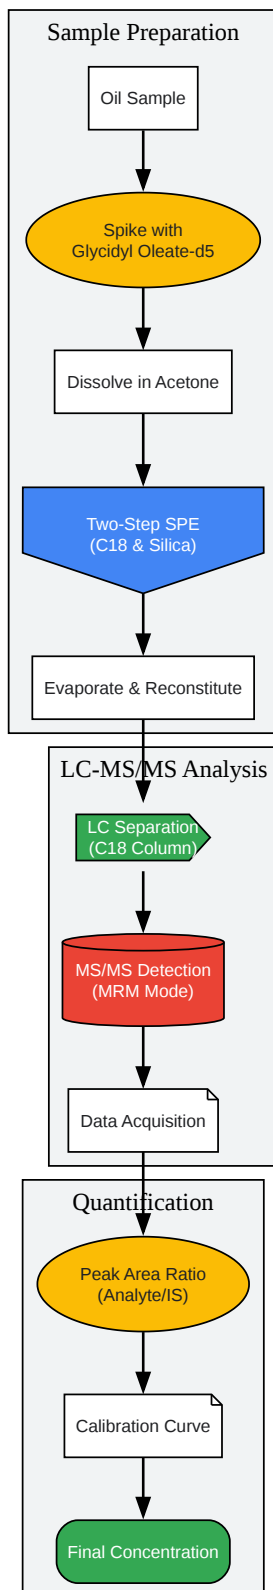 Sample Preparation
Oil Sample
Spike with
Glycidyl Oleate-d5
Dissolve in Acetone
Two-Step SPE
(C18 & Silica)
Evaporate & Reconstitute
LC-MS/MS Analysis
LC Separation
(C18 Column)
MS/MS Detection
(MRM Mode)
Data Acquisition
Quantification
Peak Area Ratio
(Analyte/IS)
Calibration Curve
Final Concentration